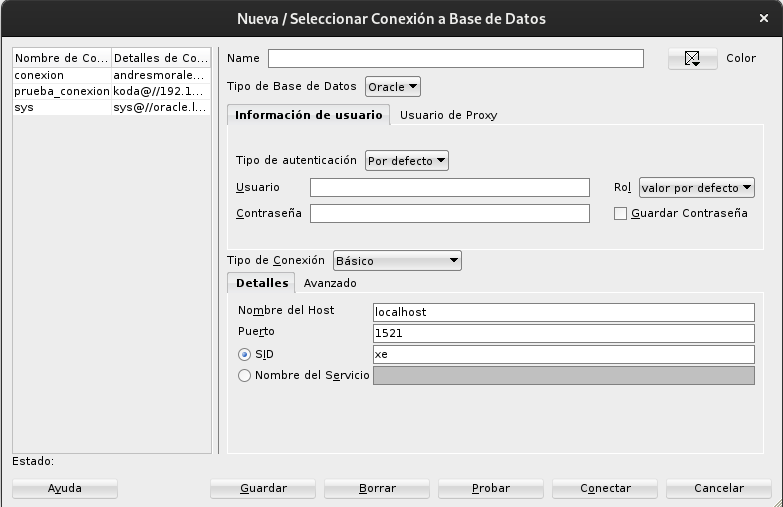 Nueva / Seleccionar Conexión a Base de Datos
Nombre de Co... Detalles de Co...
conexion andresmorale...
prueba_conexion koda@//192.1...
sys sys@//oracle.l...
Name Color
Tipo de Base de Datos Oracle
Información de usuario Usuario de Proxy
Tipo de autenticación Por defecto
Usuario Rol valor por defecto
Contraseña Guardar Contraseña
Tipo de Conexión Básico
Detalles Avanzado
Nombre del Host localhost
Puerto 1521
SID xe
Nombre del Servicio
Estado:
Ayuda Guardar Borrar Probar Conectar Cancelar